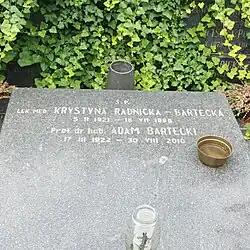 Ś.P.
LEK. MED. KRYSTYNA RADNICKA - BARTECKA
5 II 1921 - 16 VII 1988
Prof. dr hab. ADAM BARTECKI
17 III 1922 - 30 VIII 2010